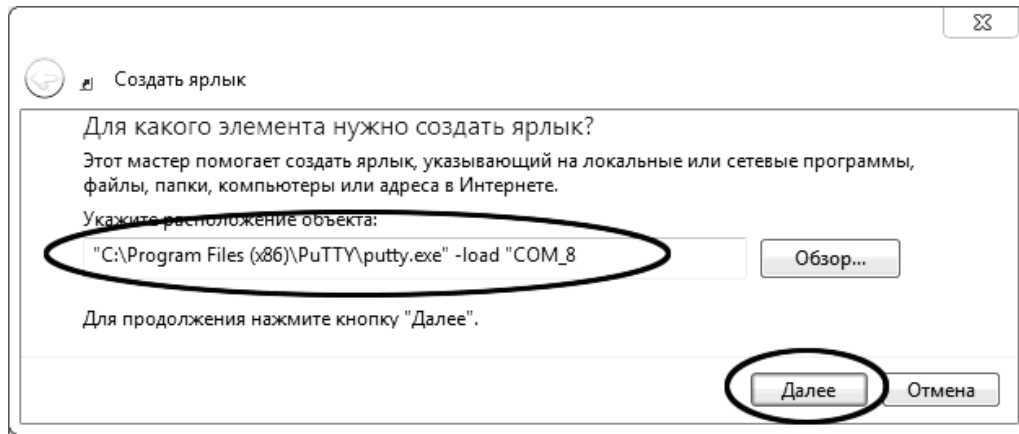 Создать ярлык
Для какого элемента нужно создать ярлык?
Этот мастер помогает создать ярлык, указывающий на локальные или сетевые программы,
файлы, папки, компьютеры или адреса в Интернете.
Укажите расположение объекта:
"C:\Program Files (x86)\PuTTY\putty.exe" -load "COM_8
Обзор...
Для продолжения нажмите кнопку "Далее".
Далее
Отмена